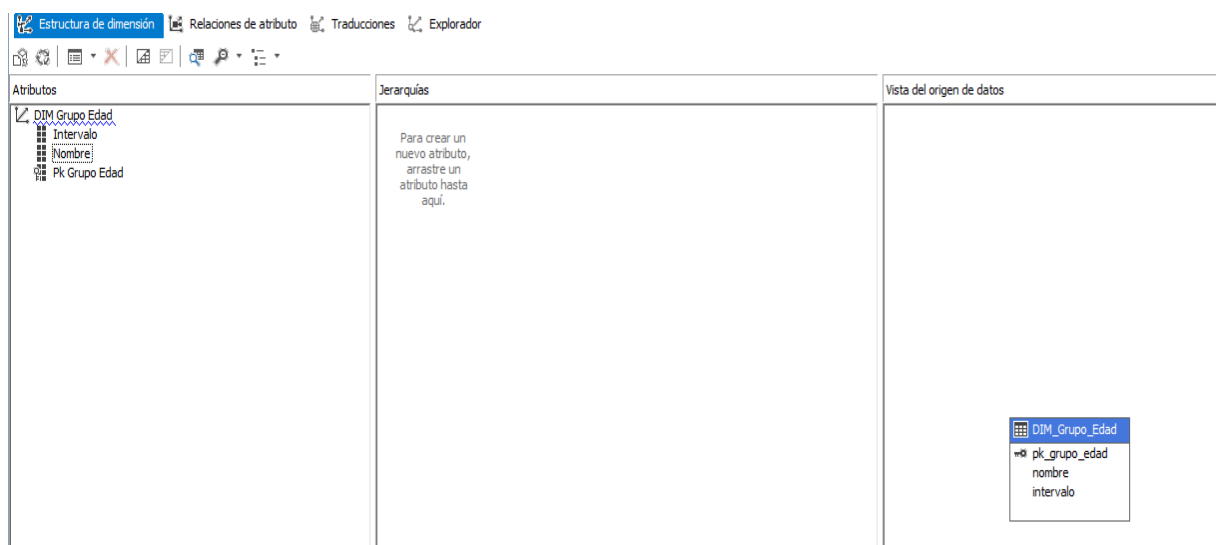 Estructura de dimensión Relaciones de atributo Traducciones Explorador
Atributos
DIM Grupo Edad
Intervalo
Nombre
Pk Grupo Edad
Jerarquías
Para crear un
nuevo atributo,
arrastre un
atributo hasta
aquí.
Vista del origen de datos
DIM_Grupo_Edad
pk_grupo_edad
nombre
intervalo